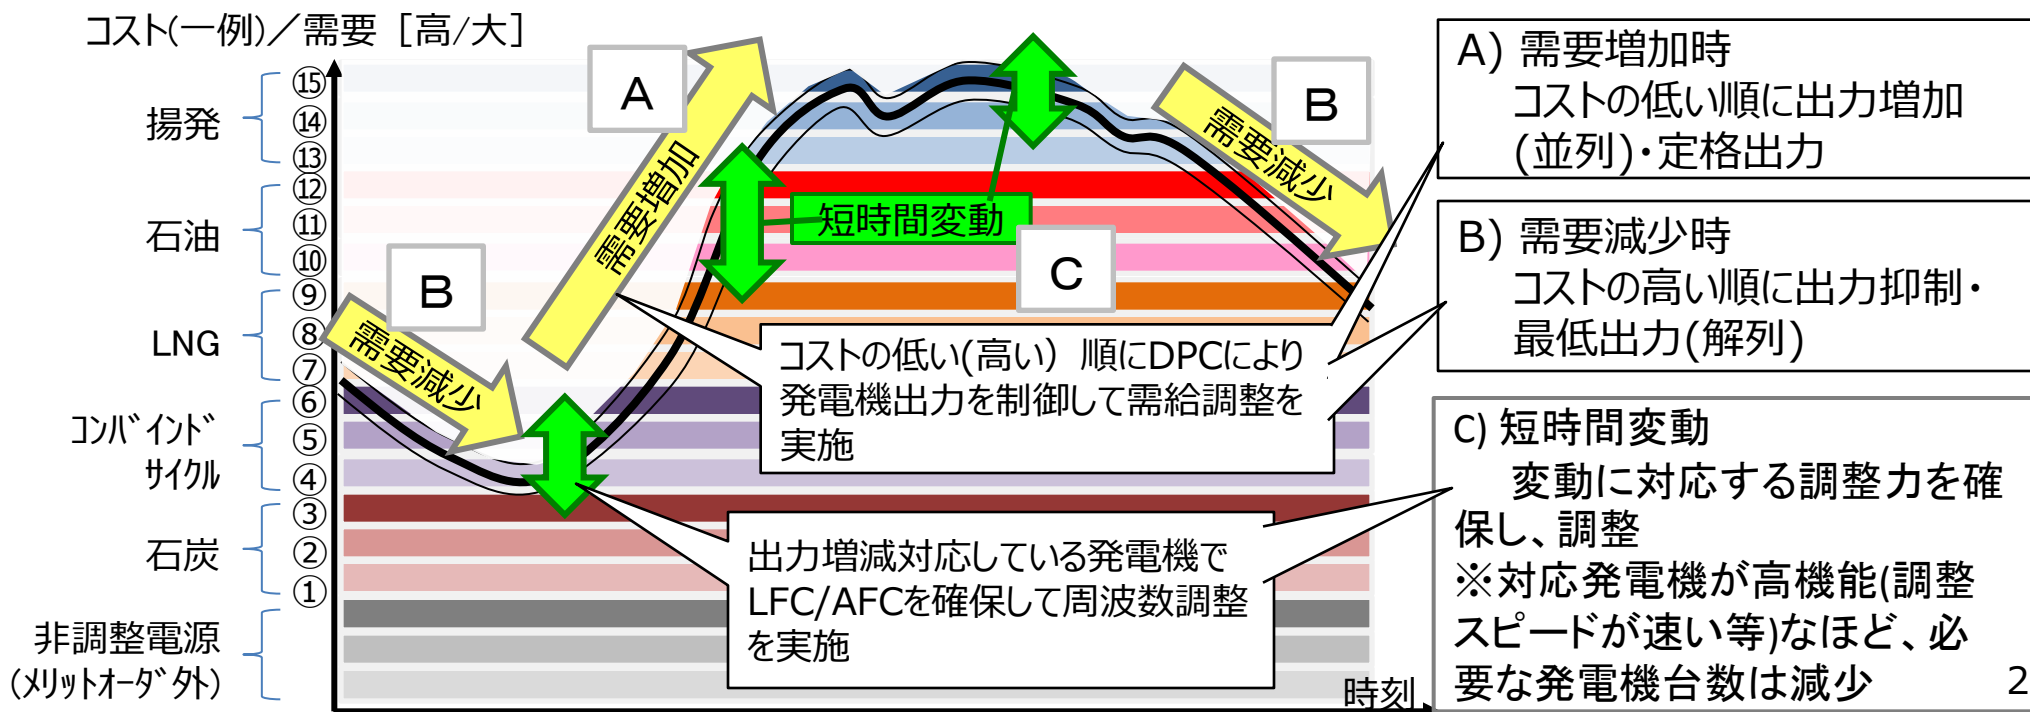 コスト(一例)／需要 [高/大]
揚発
⑮
⑭
⑬
石油
⑫
⑪
⑩
LNG
⑨
⑧
⑦
コンバインド
サイクル
⑥
⑤
④
石炭
③
②
①
非調整電源
(メリットオーダ外)
需要減少
B
需要増加
A
短時間変動
C
B
需要減少
コストの低い(高い) 順にDPCにより
発電機出力を制御して需給調整を
実施
出力増減対応している発電機で
LFC/AFCを確保して周波数調整
を実施
時刻
A) 需要増加時
コストの低い順に出力増加
(並列)・定格出力
B) 需要減少時
コストの高い順に出力抑制・
最低出力(解列)
C) 短時間変動
変動に対応する調整力を確
保し、調整
※対応発電機が高機能(調整
スピードが速い等)なほど、必
要な発電機台数は減少
2